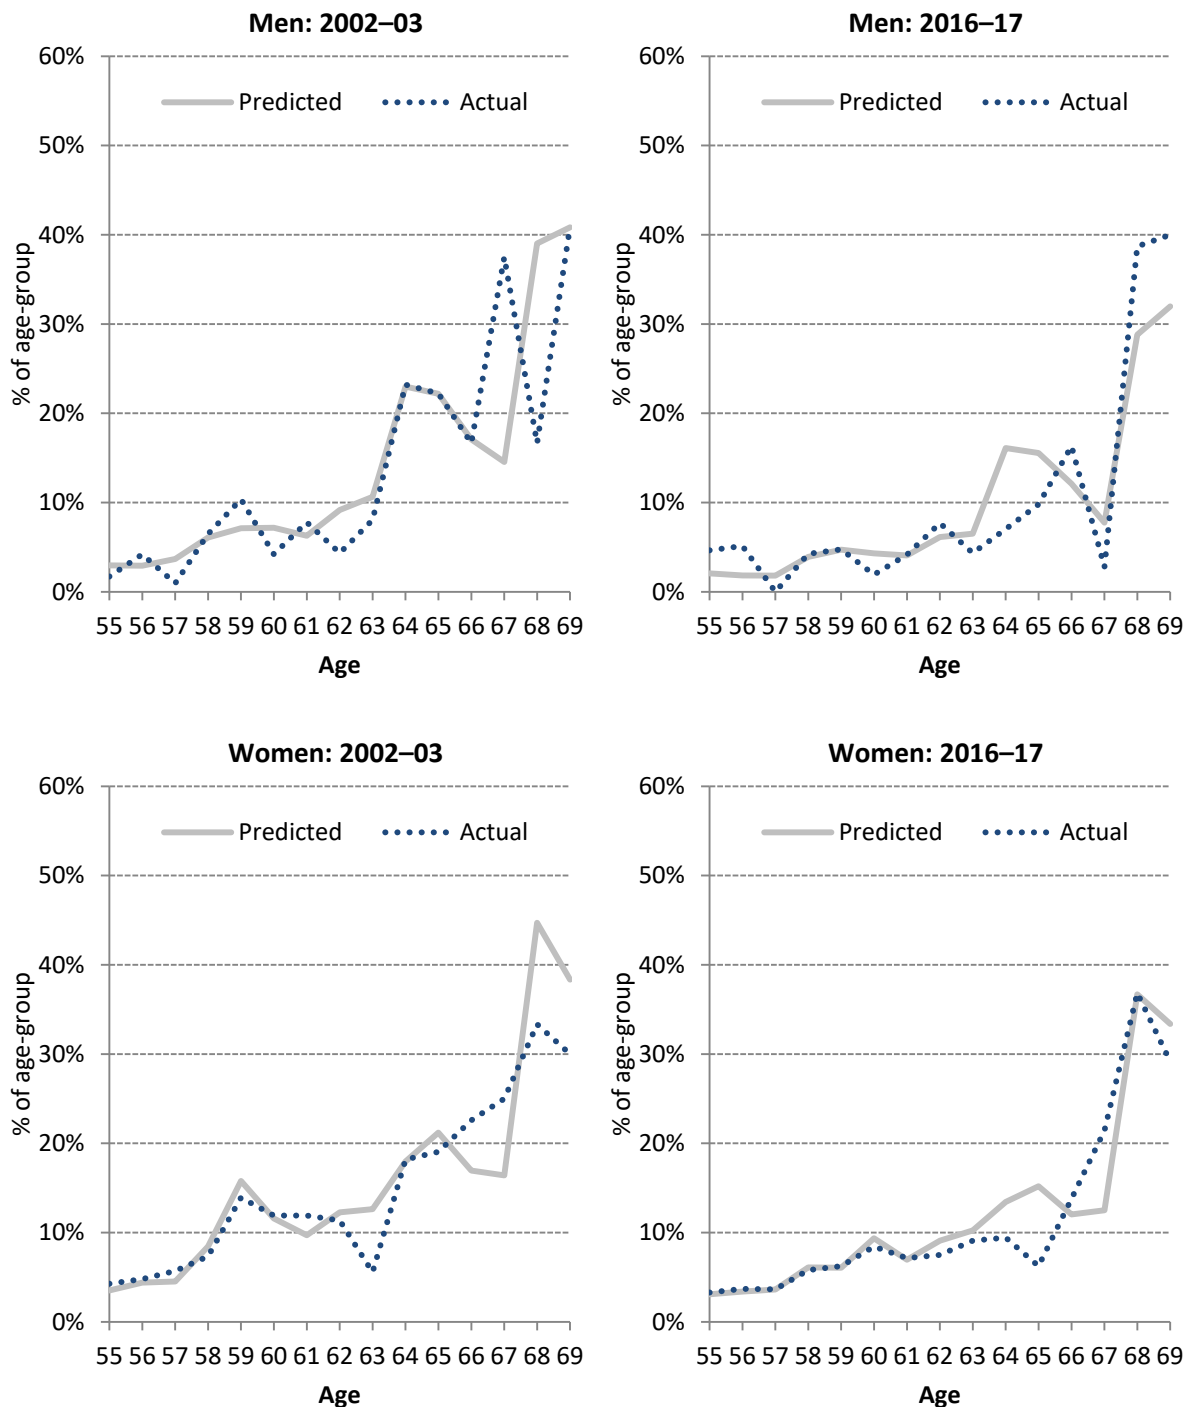 Men: 2002–03
60%
50%
40%
30%
20%
10%
0%
% of age-group
Predicted Actual
55 56 57 58 59 60 61 62 63 64 65 66 67 68 69
Age
Men: 2016–17
60%
50%
40%
30%
20%
10%
0%
% of age-group
Predicted Actual
55 56 57 58 59 60 61 62 63 64 65 66 67 68 69
Age
Women: 2002–03
60%
50%
40%
30%
20%
10%
0%
% of age-group
Predicted Actual
55 56 57 58 59 60 61 62 63 64 65 66 67 68 69
Age
Women: 2016–17
60%
50%
40%
30%
20%
10%
0%
% of age-group
Predicted Actual
55 56 57 58 59 60 61 62 63 64 65 66 67 68 69
Age